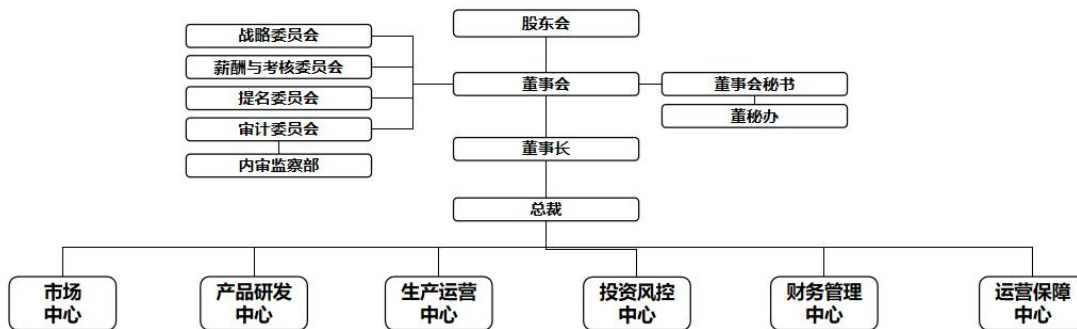 股东会
战略委员会
薪酬与考核委员会
提名委员会
审计委员会
内审监察部
董事会
董事会秘书
董秘办
董事长
总裁
市场
中心
产品研发
中心
生产运营
中心
投资风控
中心
财务管理
中心
运营保障
中心